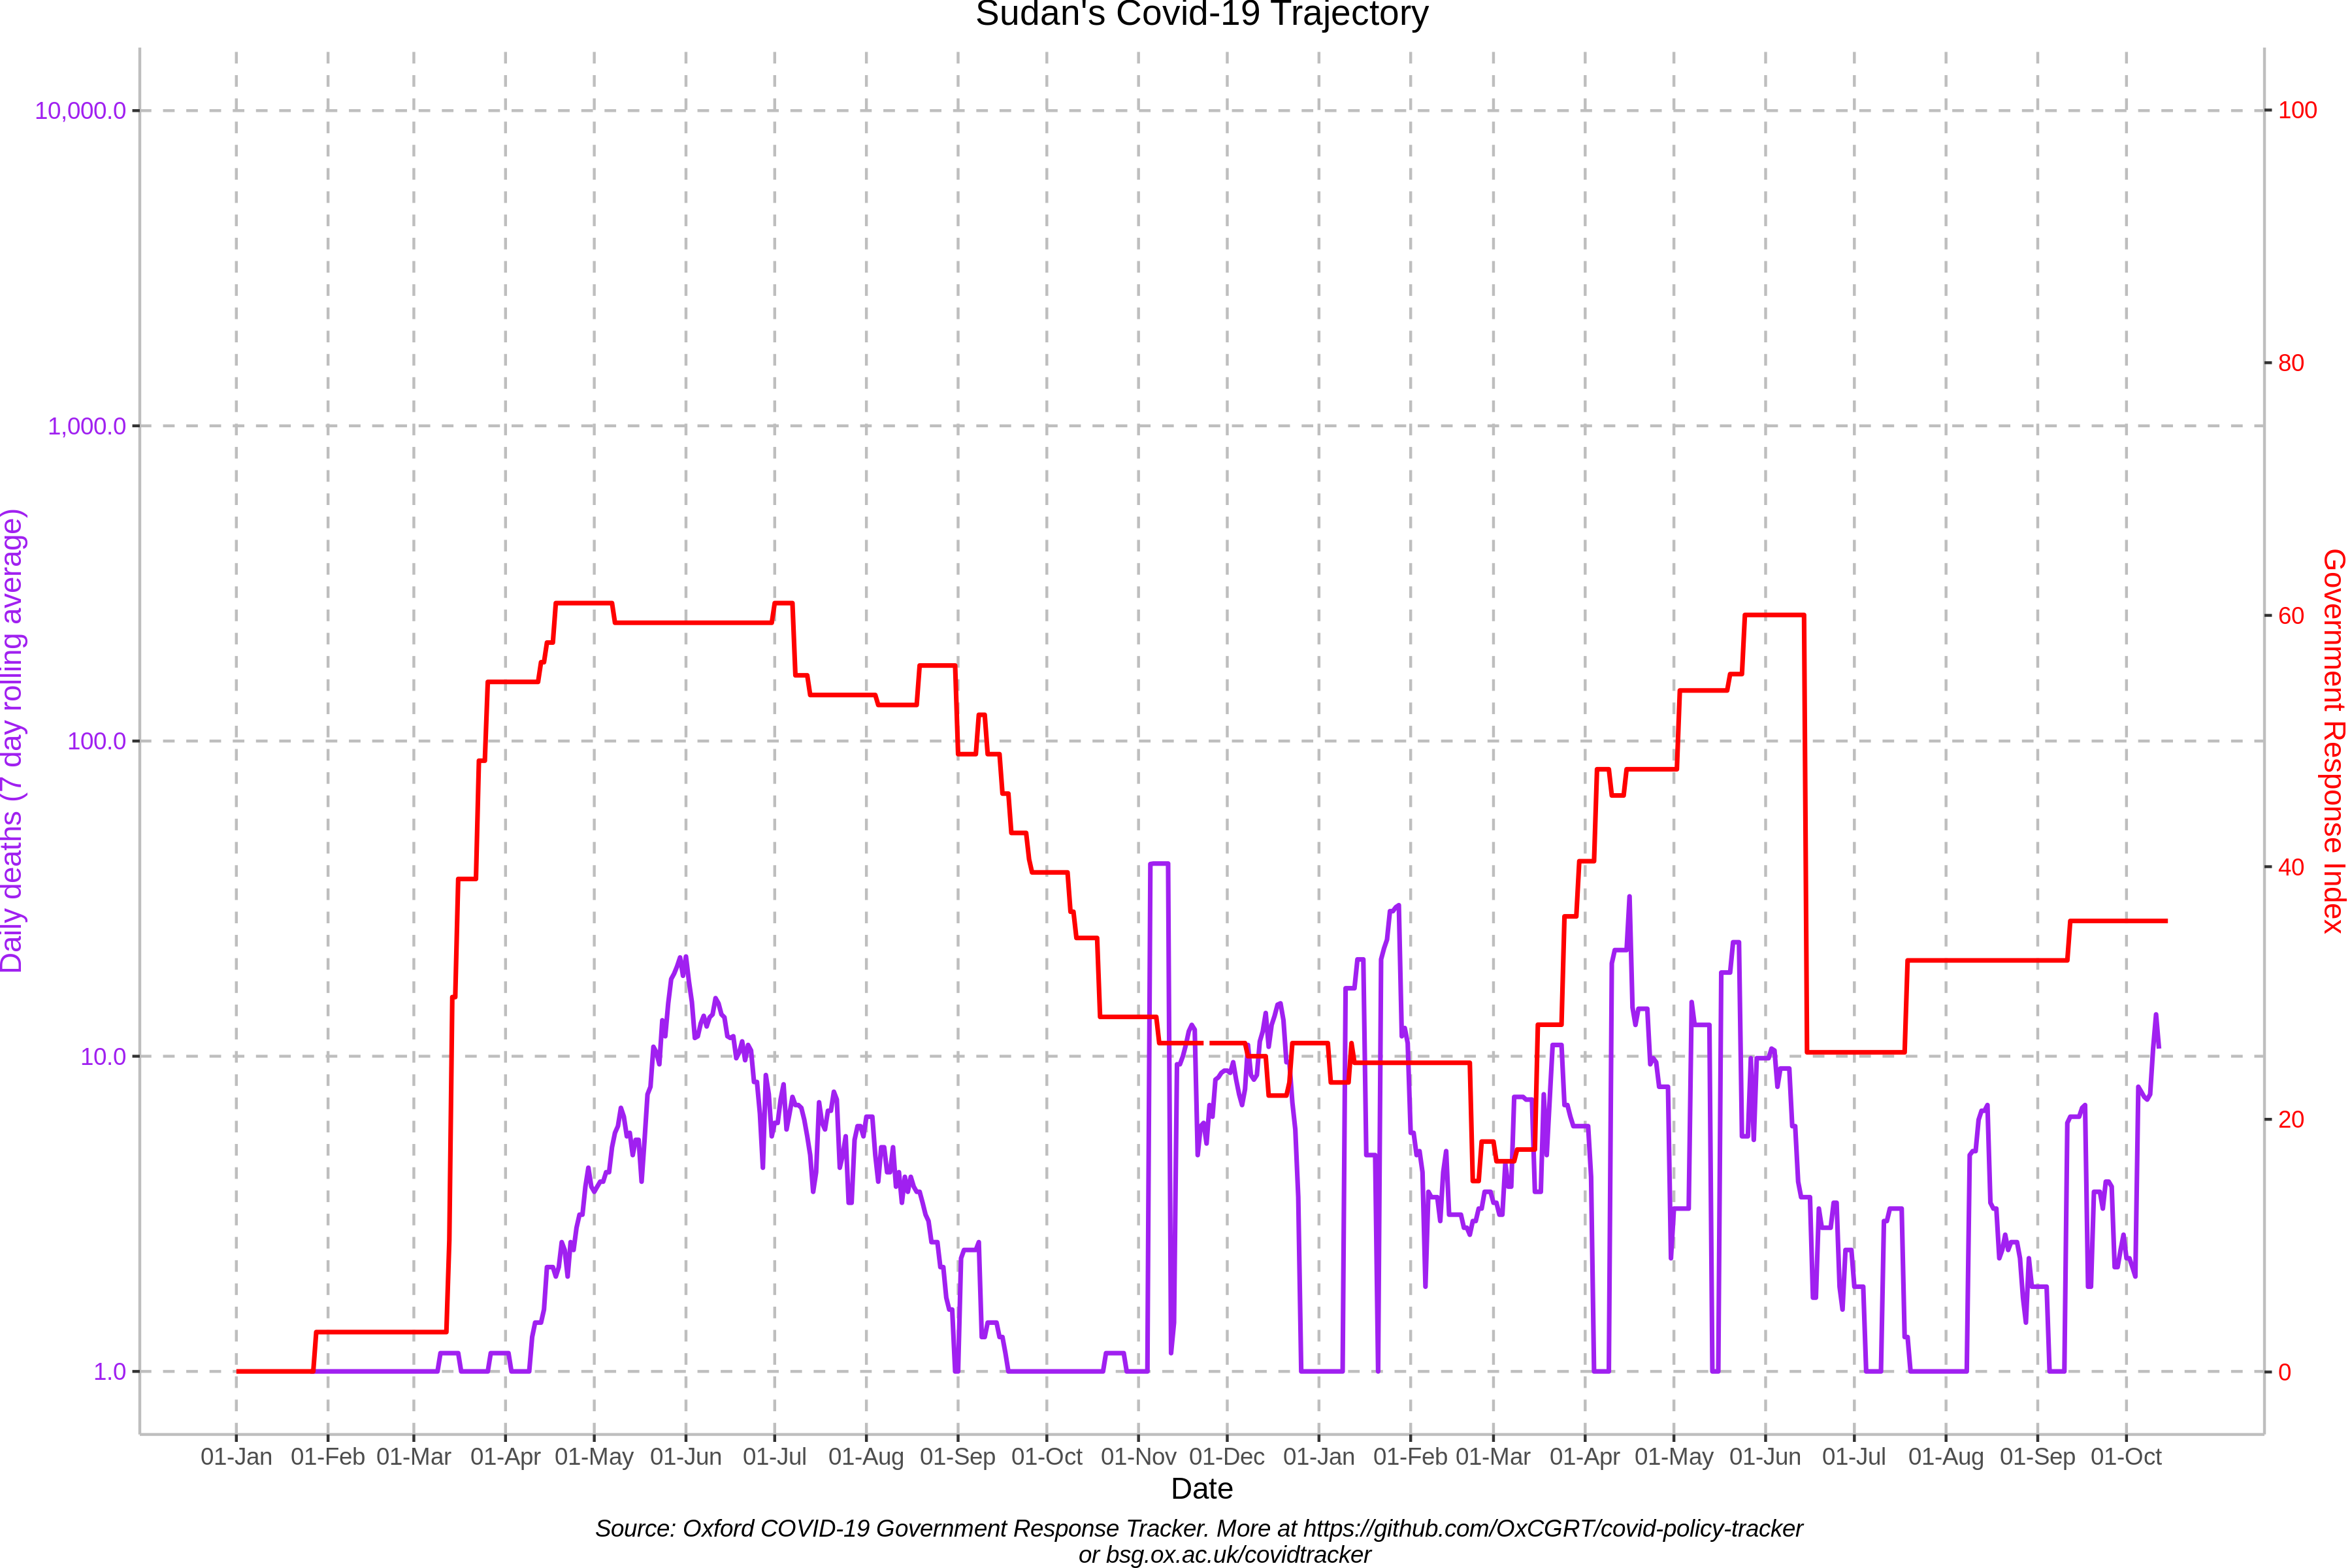 Sudan's Covid-19 Trajectory
10,000.0
1,000.0
100.0
10.0
1.0
Daily deaths (7 day rolling average)
100
80
60
40
20
0
Government Response Index
01-Jan 01-Feb 01-Mar 01-Apr 01-May 01-Jun 01-Jul 01-Aug 01-Sep 01-Oct 01-Nov 01-Dec 01-Jan 01-Feb 01-Mar 01-Apr 01-May 01-Jun 01-Jul 01-Aug 01-Sep 01-Oct
Date
Source: Oxford COVID-19 Government Response Tracker. More at https://github.com/OxCGRT/covid-policy-tracker
or bsg.ox.ac.uk/covidtracker